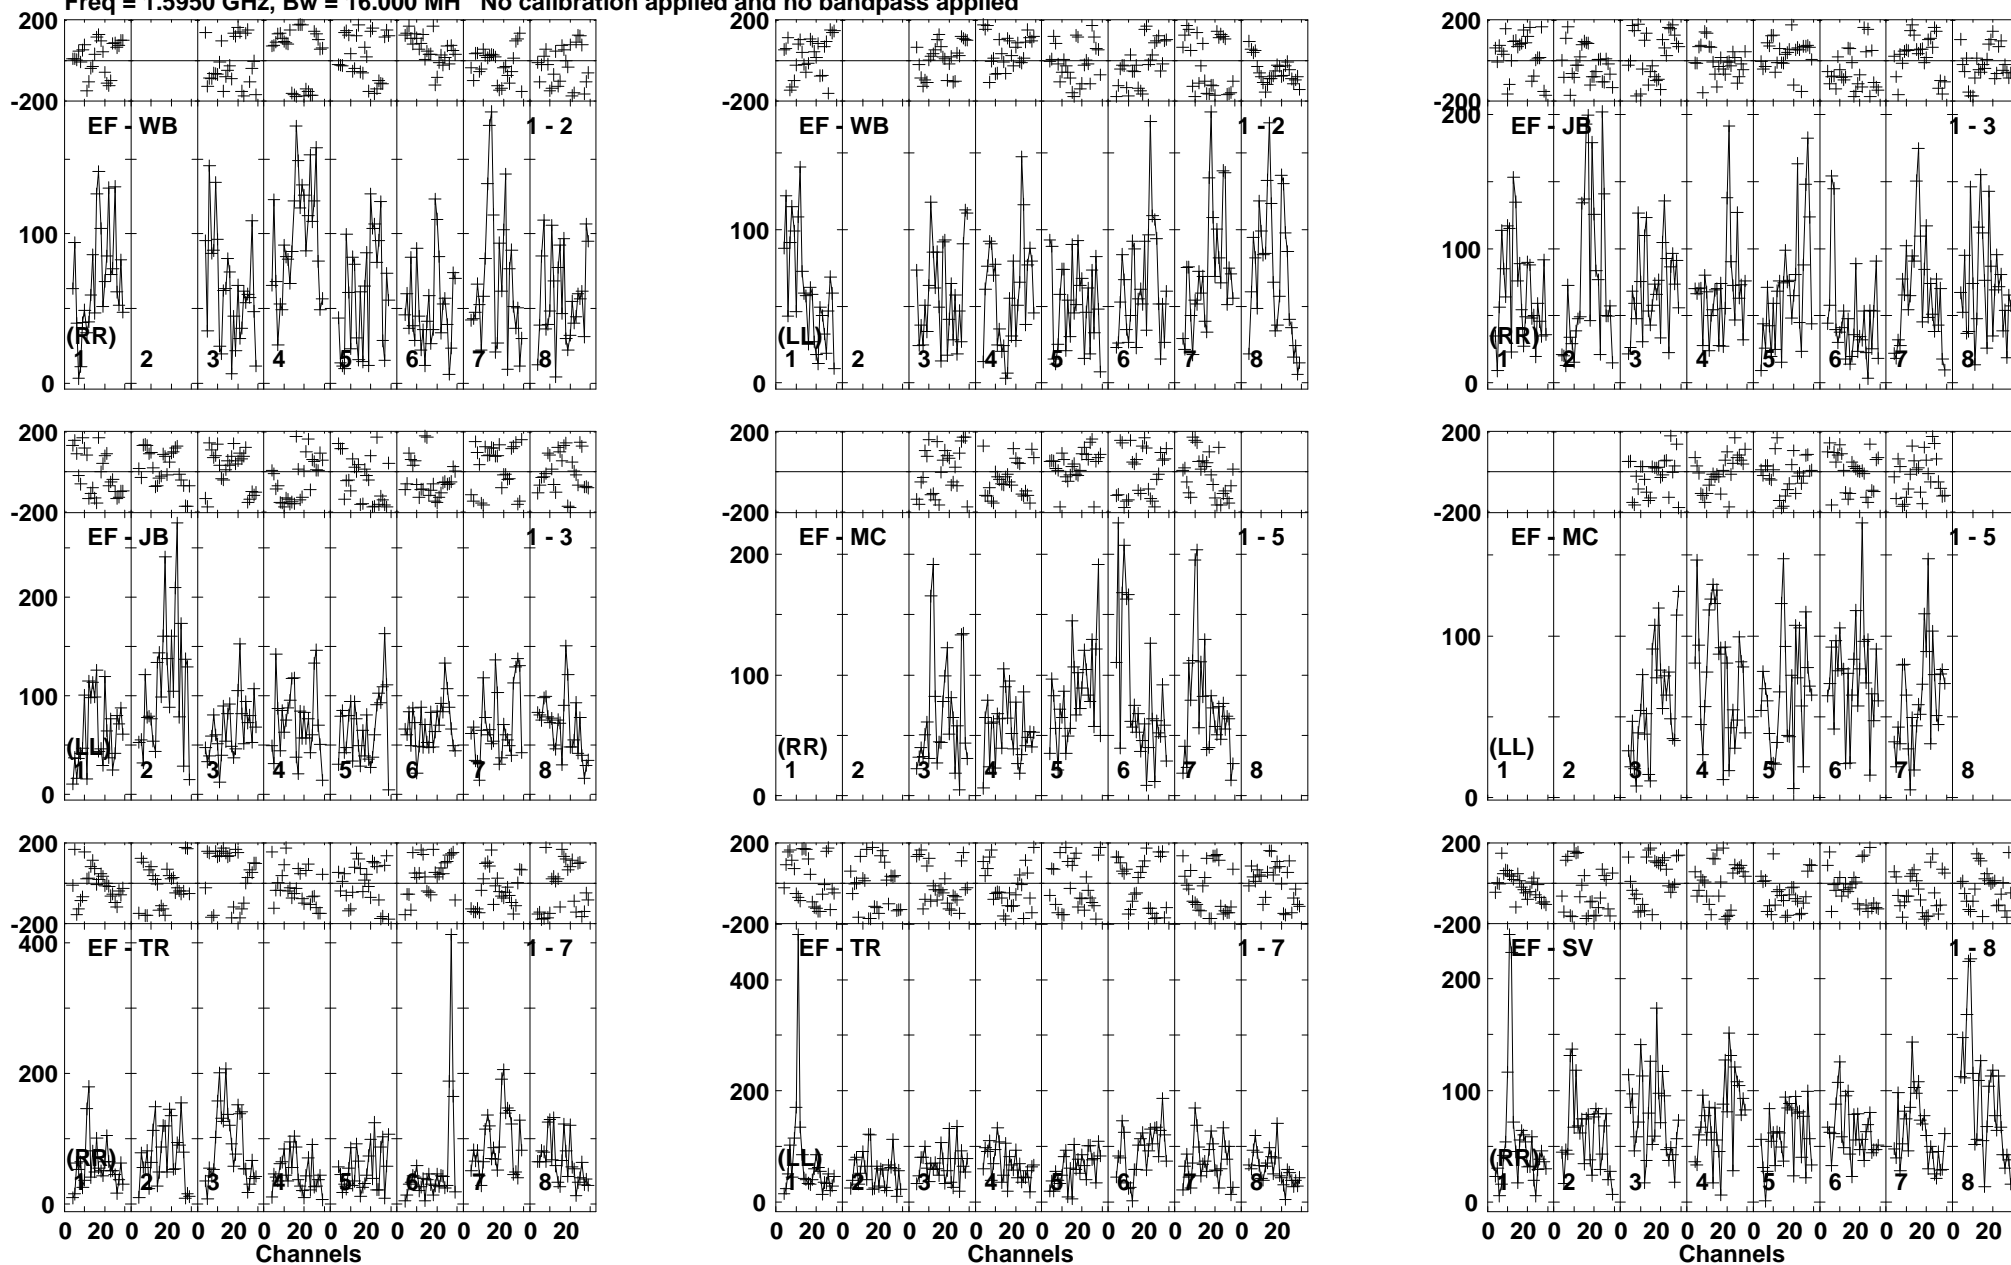 Freq = 1.5950 GHz, Bw = 16.000 MH No calibration applied and no bandpass applied
200
-200
EF - WB 1 - 2
100
0
(RR)
1 2 3 4 5 6 7 8
200
-200
EF - WB 1 - 2
100
0
(LL)
1 2 3 4 5 6 7 8
200
-200
200
EF - JB 1 - 3
100
0
(RR)
1 2 3 4 5 6 7 8
200
-200
EF - JB 1 - 3
200
100
0
(LL)
1 2 3 4 5 6 7 8
200
-200
EF - MC 1 - 5
200
100
0
(RR)
1 2 3 4 5 6 7 8
200
-200
EF - MC 1 - 5
100
0
(LL)
1 2 3 4 5 6 7 8
200
-200
400
EF - TR 1 - 7
200
0
(RR)
1 2 3 4 5 6 7 8
0 20 0 20 0 20 0 20 0 20 0 20 0 20 0 20
Channels
200
-200
EF - TR 1 - 7
400
200
0
(LL)
1 2 3 4 5 6 7 8
0 20 0 20 0 20 0 20 0 20 0 20 0 20 0 20
Channels
200
-200
EF - SV 1 - 8
200
100
0
(RR)
1 2 3 4 5 6 7 8
0 20 0 20 0 20 0 20 0 20 0 20 0 20 0 20
Channels